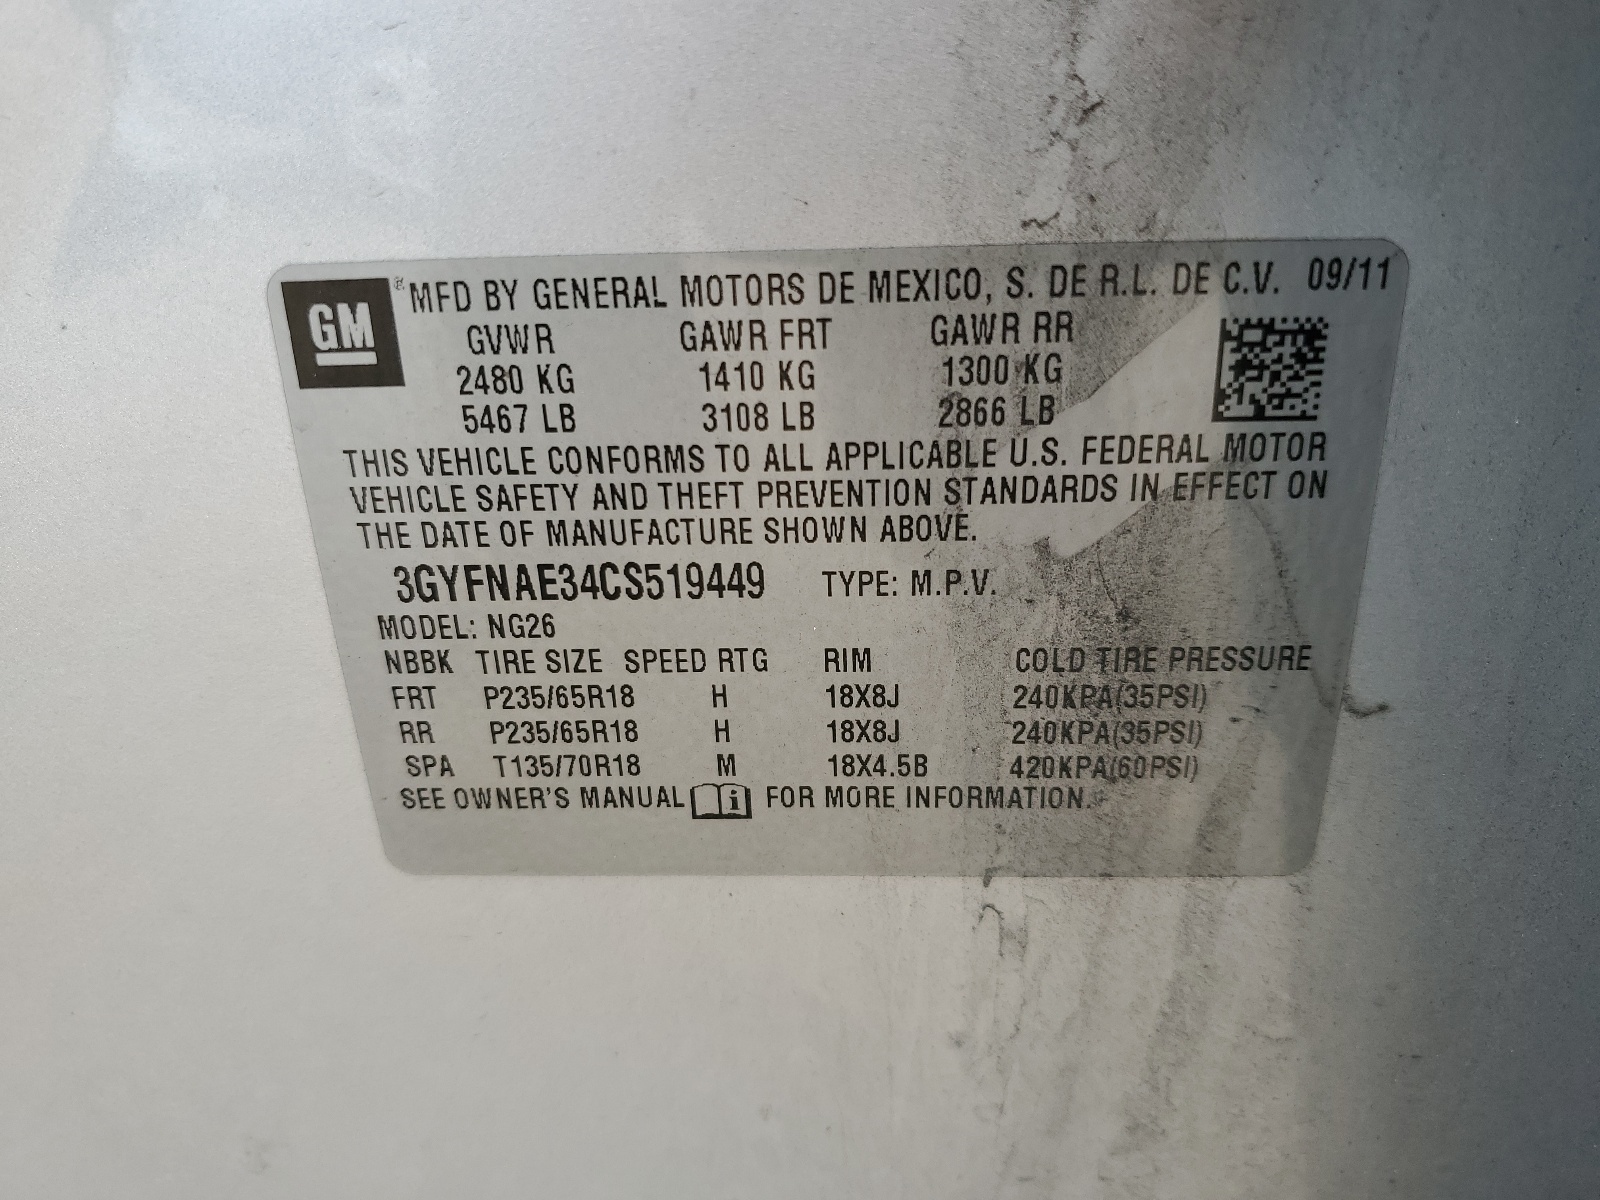 GM ® MFD BY GENERAL MOTORS DE MEXICO, S. DE R.L. DE C.V. 09/11
GVWR GAWR FRT GAWR RR
2480 KG 1410 KG 1300 KG
5467 LB 3108 LB 2866 LB
THIS VEHICLE CONFORMS TO ALL APPLICABLE U.S. FEDERAL MOTOR
VEHICLE SAFETY AND THEFT PREVENTION STANDARDS IN EFFECT ON
THE DATE OF MANUFACTURE SHOWN ABOVE.
3GYFNAE34CS519449 TYPE: M.P.V.
MODEL: NG26
NBBK TIRE SIZE SPEED RTG RIM COLD TIRE PRESSURE
FRT P235/65R18 H 18X8J 240KPA(35PSI)
RR P235/65R18 H 18X8J 240KPA(35PSI)
SPA T135/70R18 M 18X4.5B 420KPA(60PSI)
SEE OWNER'S MANUAL i FOR MORE INFORMATION.